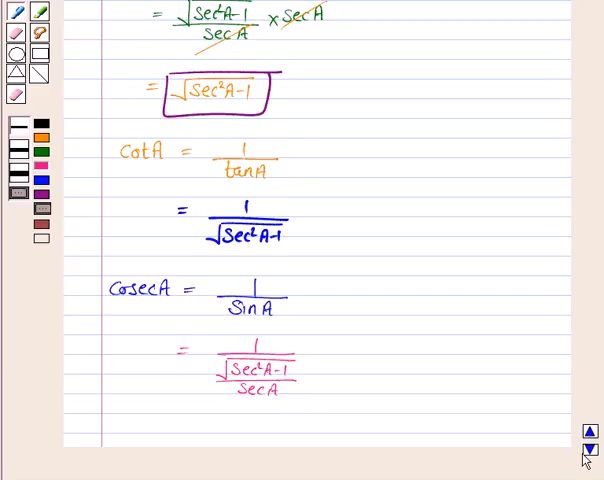 = √(Sec²A-1)/SecA × SecA
= √(Sec²A-1)
cotA = 1/tanA
= 1/√(Sec²A-1)
CosecA = 1/SinA
= 1/(√(Sec²A-1)/SecA)